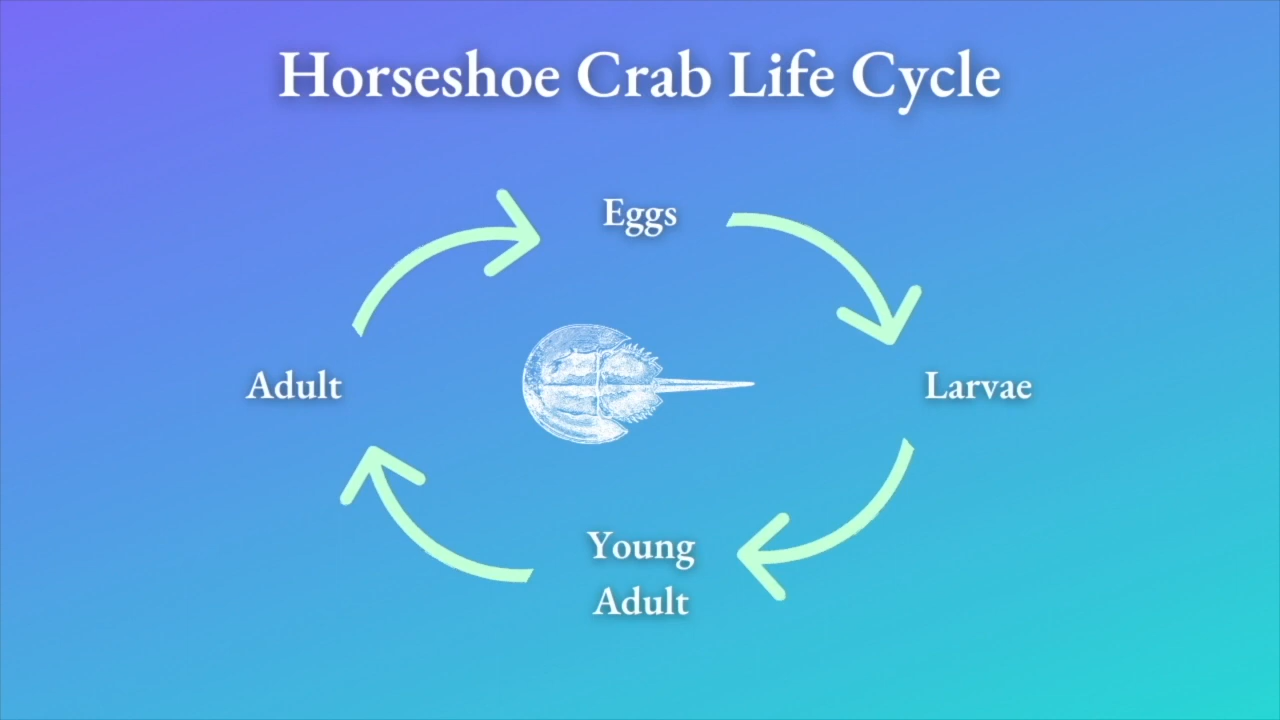 Horseshoe Crab Life Cycle
Eggs
Adult
Larvae
Young
Adult